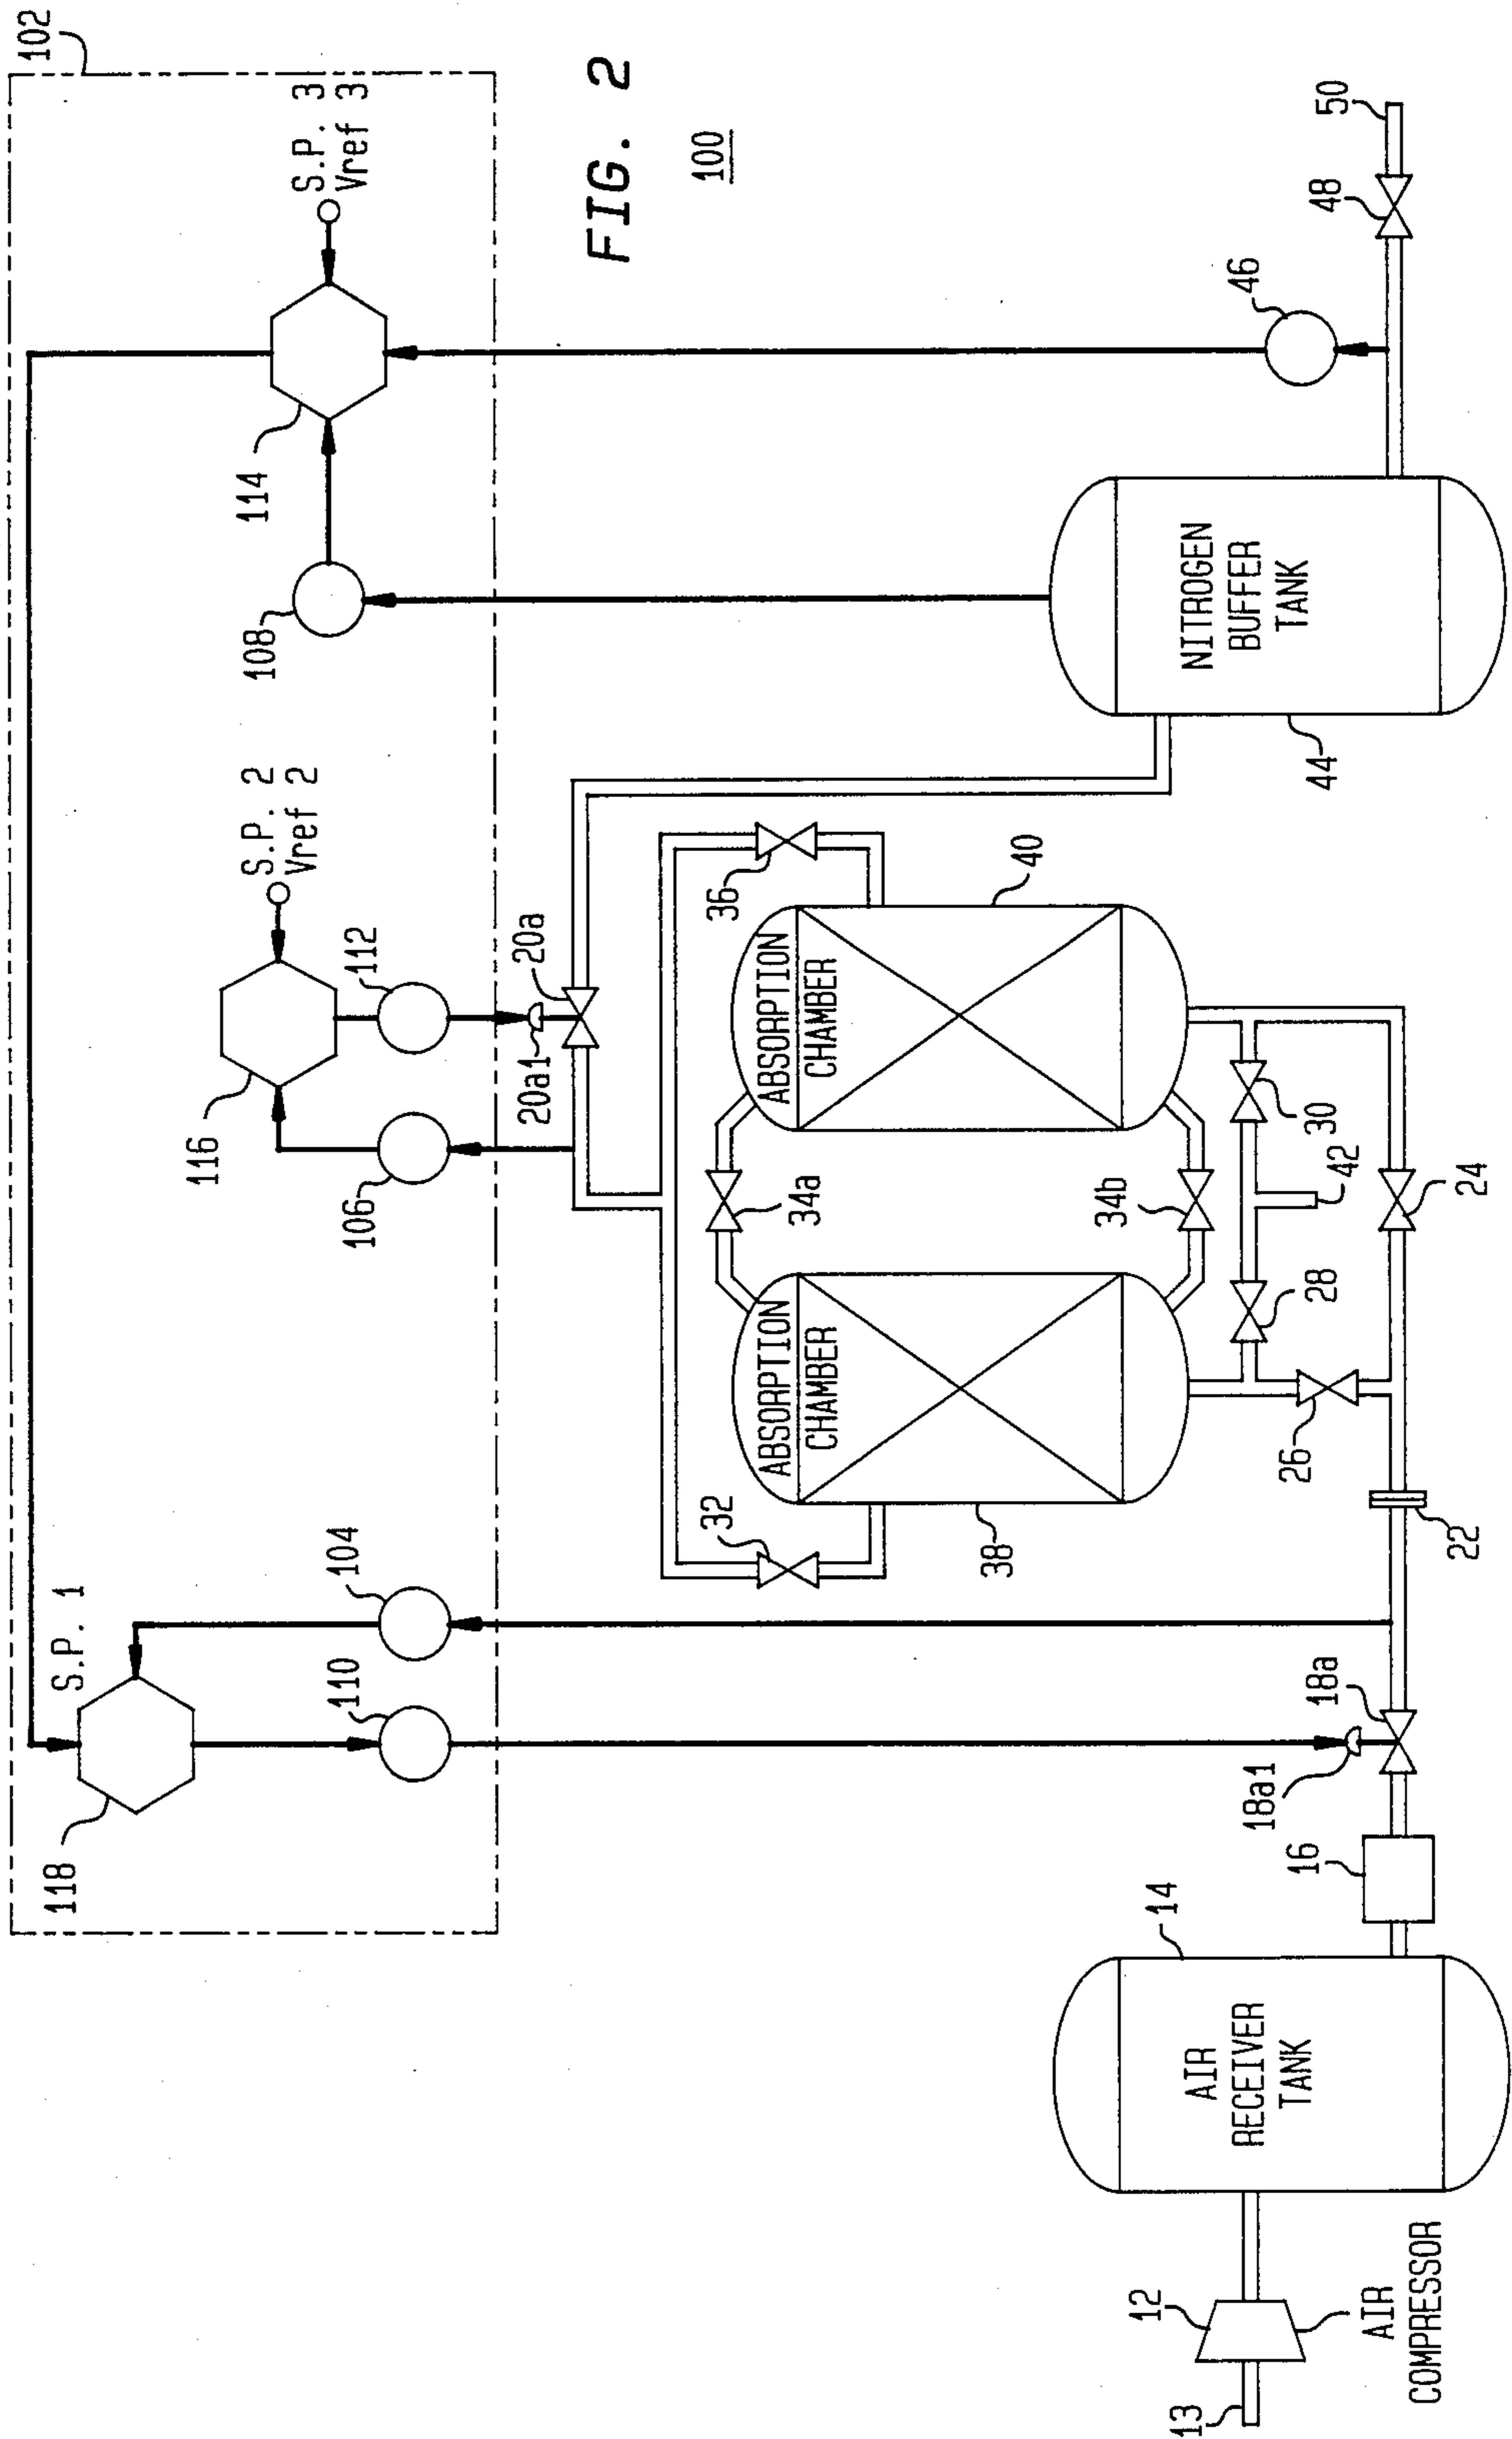 102
S.P. 1
S.P. 2
Vref 2
S.P. 3
Vref 3
118
104
110
116
106
112
114
108
FIG. 2
100
20a1
20a
32
36
ABSORPTION
CHAMBER
38
ABSORPTION
CHAMBER
40
34a
34b
28
30
42
26
24
22
18a1
18a
16
14
AIR
RECEIVER
TANK
12
13
AIR
COMPRESSOR
NITROGEN
BUFFER
TANK
44
46
48
50